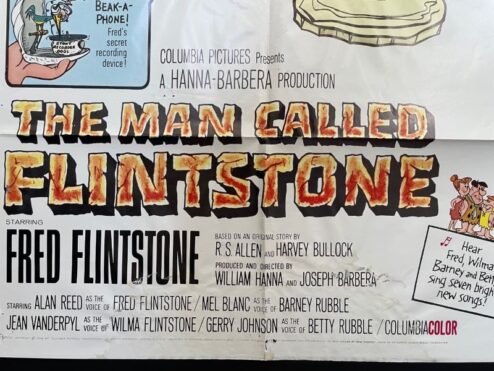 BEAK-A-
PHONE!
Fred's
secret
recording
device!
COLUMBIA PICTURES Presents
A HANNA-BARBERA PRODUCTION
THE MAN CALLED
FLINTSTONE
STARRING
FRED FLINTSTONE
BASED ON AN ORIGINAL STORY BY
R.S. ALLEN and HARVEY BULLOCK
PRODUCED AND DIRECTED BY
WILLIAM HANNA and JOSEPH BARBERA
STARRING ALAN REED AS THE VOICE OF FRED FLINTSTONE / MEL BLANC AS THE VOICE OF BARNEY RUBBLE
JEAN VANDERPYL AS THE VOICE OF WILMA FLINTSTONE / GERRY JOHNSON AS THE VOICE OF BETTY RUBBLE / COLUMBIACOLOR
Hear
Fred, Wilma
Barney and Bet
sing seven brigh
new songs!